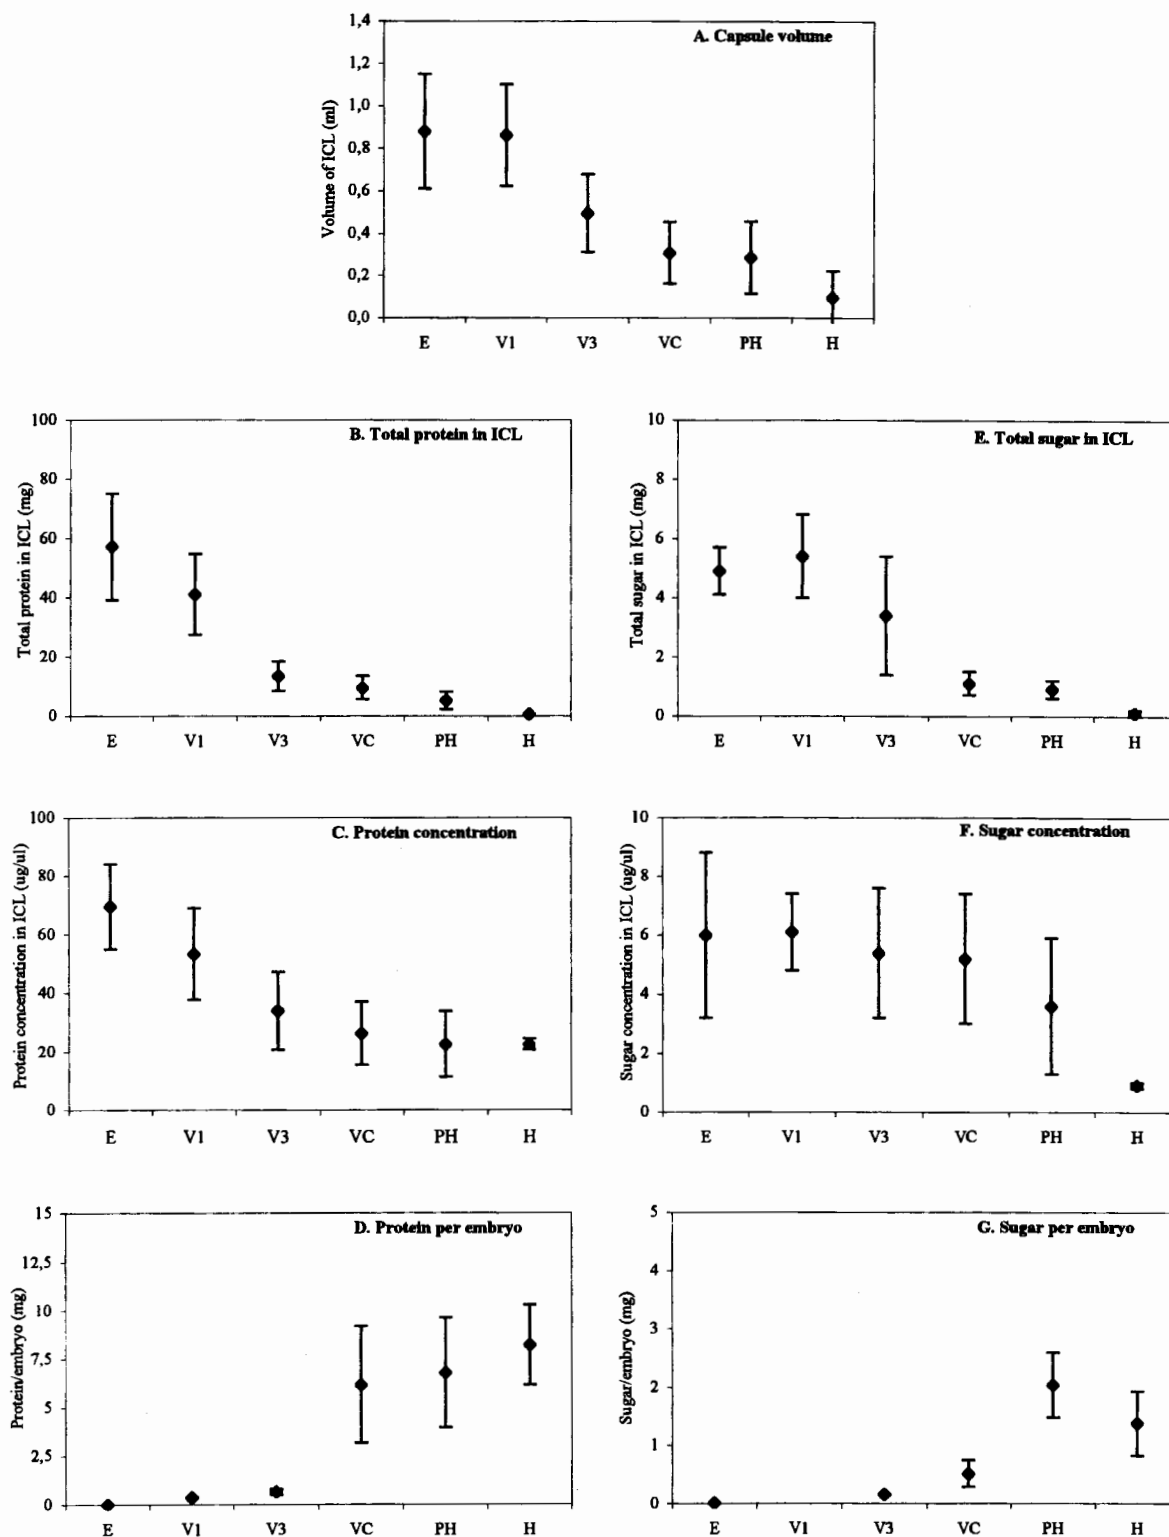 A. Capsule volume
Volume of ICL (ml)
1,4
1,2
1,0
0,8
0,6
0,4
0,2
0,0
E V1 V3 VC PH H
B. Total protein in ICL
Total protein in ICL (mg)
100
80
60
40
20
0
E V1 V3 VC PH H
E. Total sugar in ICL
Total sugar in ICL (mg)
10
8
6
4
2
0
E V1 V3 VC PH H
C. Protein concentration
Protein concentration in ICL (ug/ul)
100
80
60
40
20
0
E V1 V3 VC PH H
F. Sugar concentration
Sugar concentration in ICL (ug/ul)
10
8
6
4
2
0
E V1 V3 VC PH H
D. Protein per embryo
Protein/embryo (mg)
15
12,5
10
7,5
5
2,5
0
E V1 V3 VC PH H
G. Sugar per embryo
Sugar/embryo (mg)
5
4
3
2
1
0
E V1 V3 VC PH H